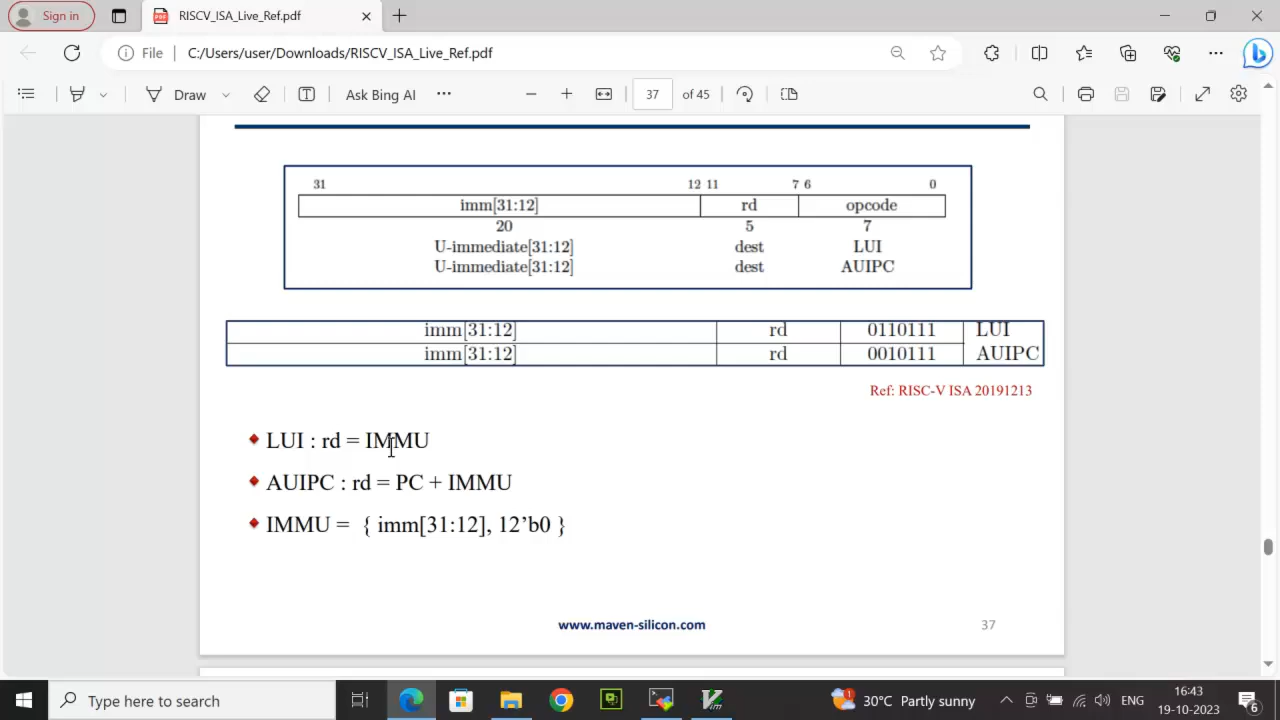 Sign in
RISCV_ISA_Live_Ref.pdf
File
C:/Users/user/Downloads/RISCV_ISA_Live_Ref.pdf
Draw
Ask Bing AI
37
of 45
31 12 11 7 6 0
imm[31:12] rd opcode
20 5 7
U-immediate[31:12] dest LUI
U-immediate[31:12] dest AUIPC
imm[31:12] rd 0110111 LUI
imm[31:12] rd 0010111 AUIPC
Ref: RISC-V ISA 20191213
LUI : rd = IMMU
AUIPC : rd = PC + IMMU
IMMU = { imm[31:12], 12’b0 }
www.maven-silicon.com
37
Type here to search
1
30°C Partly sunny
ENG
16:43
19-10-2023
6